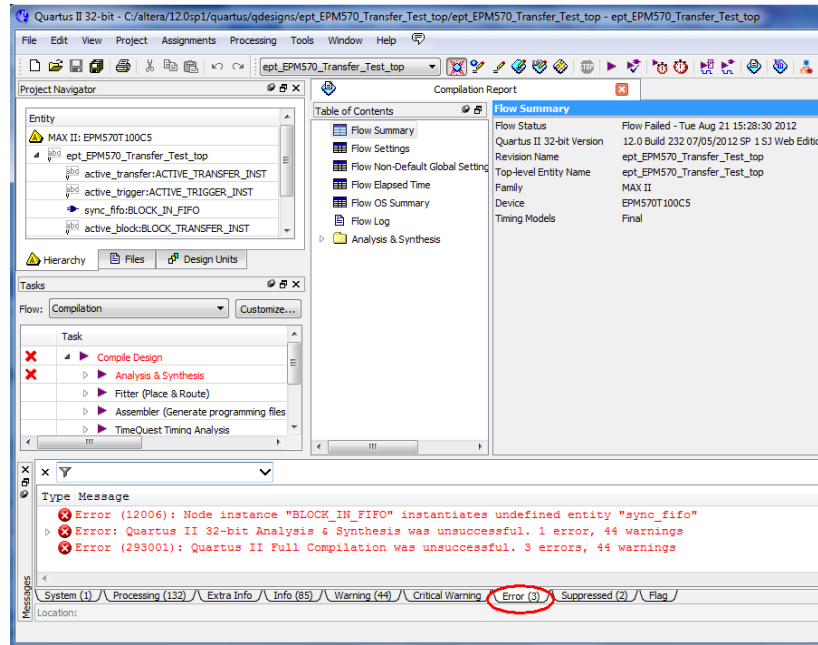 Quartus II 32-bit - C:/altera/12.0sp1/quartus/qdesigns/ept_EPM570_Transfer_Test_top/ept_EPM570_Transfer_Test_top - ept_EPM570_Transfer_Test_top
File Edit View Project Assignments Processing Tools Window Help
ept_EPM570_Transfer_Test_top
Project Navigator
Entity
MAX II: EPM570T100C5
abd ept_EPM570_Transfer_Test_top
abd active_transfer:ACTIVE_TRANSFER_INST
abd active_trigger:ACTIVE_TRIGGER_INST
sync_fifo:BLOCK_IN_FIFO
abd active_block:BLOCK_TRANSFER_INST
Hierarchy Files Design Units
Tasks
Flow: Compilation Customize...
Task
Compile Design
Analysis & Synthesis
Fitter (Place & Route)
Assembler (Generate programming files
TimeQuest Timing Analysis
Compilation Report
Table of Contents
Flow Summary
Flow Settings
Flow Non-Default Global Setting
Flow Elapsed Time
Flow OS Summary
Flow Log
Analysis & Synthesis
Flow Summary
Flow Status Flow Failed - Tue Aug 21 15:28:30 2012
Quartus II 32-bit Version 12.0 Build 232 07/05/2012 SP 1 SJ Web Editic
Revision Name ept_EPM570_Transfer_Test_top
Top-level Entity Name ept_EPM570_Transfer_Test_top
Family MAX II
Device EPM570T100C5
Timing Models Final
Type Message
Error (12006): Node instance "BLOCK_IN_FIFO" instantiates undefined entity "sync_fifo"
Error: Quartus II 32-bit Analysis & Synthesis was unsuccessful. 1 error, 44 warnings
Error (293001): Quartus II Full Compilation was unsuccessful. 3 errors, 44 warnings
System (1) Processing (132) Extra Info Info (85) Warning (44) Critical Warning Error (3) Suppressed (2) Flag
Messages
Location: